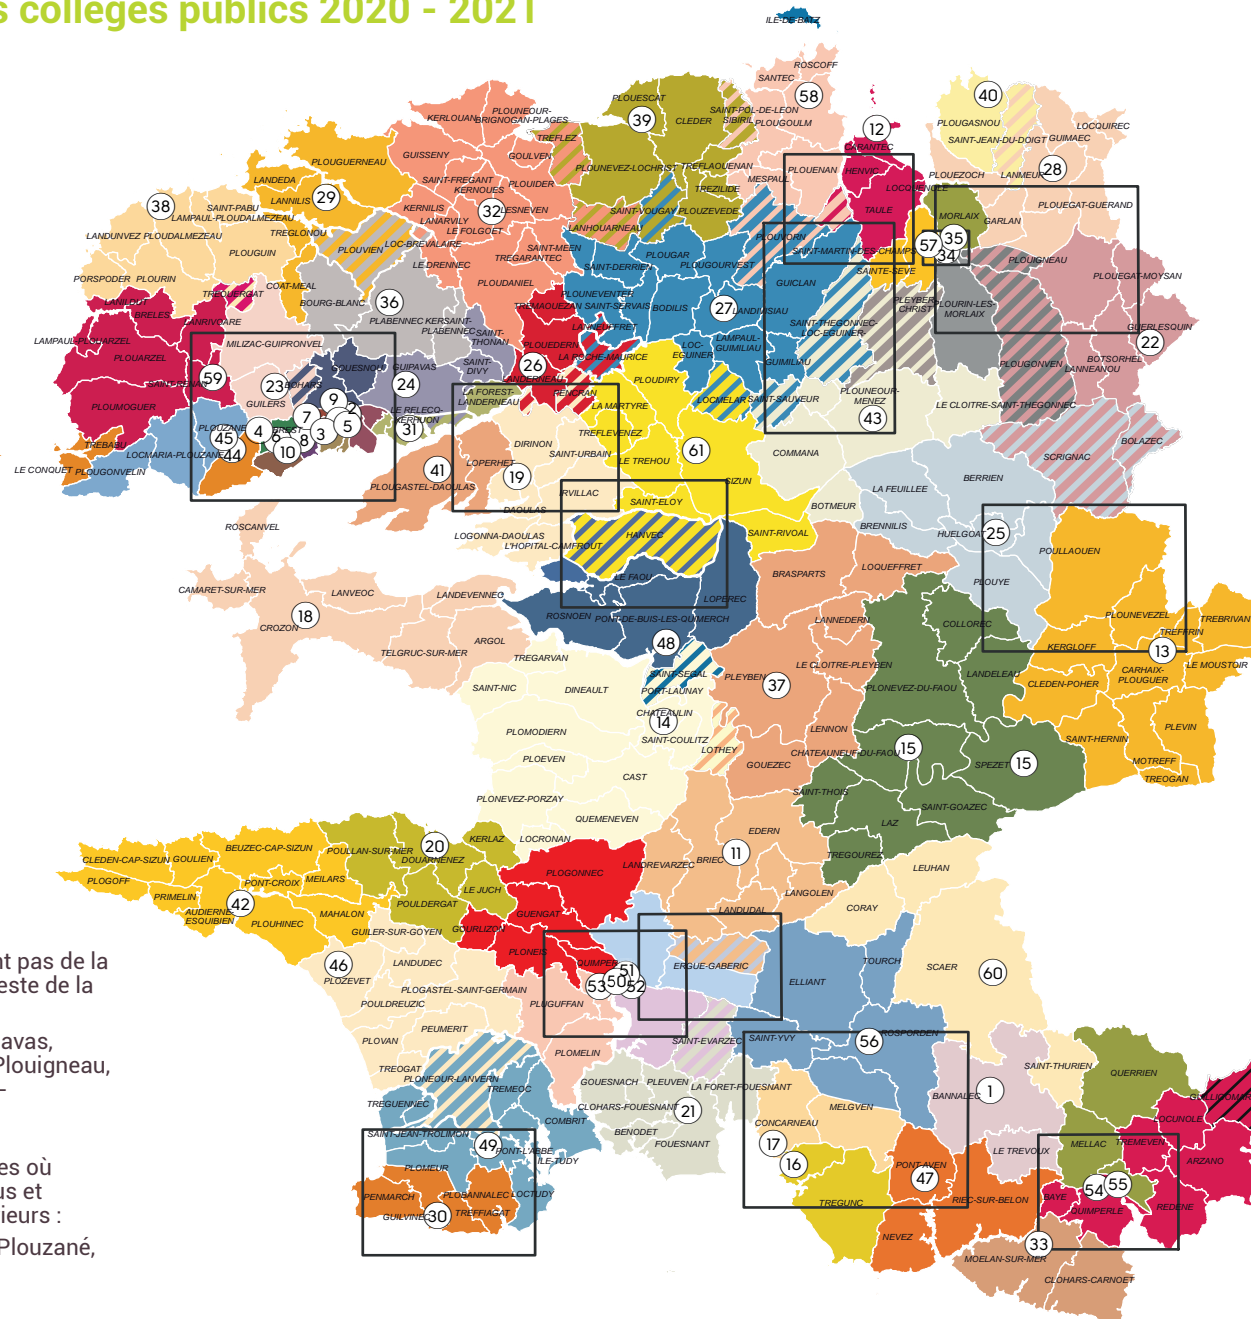 s collèges publics 2020 - 2021
ILE-DE-BATZ
ROSCOFF
SANTEC
58
40
PLOUESCAT
39
CLEDER
SAINT-POL-DE-LEON
SIBIRIL
PLOUGOULM
12
CARANTEC
PLOUGASNOU
SAINT-JEAN-DU-DOIGT
GUIMAEC
LOCQUIREC
KERLOUAN
PLOUNEOUR-
BRIGNOGAN-PLAGES
TREFLEZ
GOULVEN
GUISSENY
PLOUGUERNEAU
PLOUNEVEZ-LOCHRIST
TREFLAOUENAN
MESPAUL
PLOUENAN
HENVIC
LOCQUENOLE
PLOUEZOCH
LANMEUR
28
LANDEDA
SAINT-FREGANT
KERNOUES
PLOUIDER
TREZILIDE
38
29
LANNILIS
SAINT-PABU
LAMPAUL-PLOUDALMEZEAU
TREGLONOU
KERNILIS
LANARVILY
LE FOLGOET
32
LESNEVEN
SAINT-VOUGAY
PLOUZEVEDE
TAULE
MORLAIX
GARLAN
PLOUEGAT-GUERAND
LANDUNVEZ
PLOUDALMEZEAU
PLOUGUIN
PLOUVIEN
LOC-BREVALAIRE
LANHOUARNEAU
PLOUVORN
SAINT-MARTIN-DES-CHAMPS
57
35
34
LE DRENNEC
SAINT-MEEN
TREGARANTEC
SAINT-DERRIEN
PLOUGAR
PLOUGOURVEST
SAINTE-SEVE
PLOUIGNEAU
PLOUEGAT-MOYSAN
PORSPODER
PLOURIN
TREOUERGAT
COAT-MEAL
BOURG-BLANC
36
PLOUDANIEL
PLOUNEVENTER
GUICLAN
LANILDUT
BRELES
LANRIVOARE
PLABENNEC
KERSAINT-
PLABENNEC
TREMAOUEZAN
SAINT-SERVAIS
BODILIS
27
LANDIVISIAU
PLEYBER-
CHRIST
PLOURIN-LES-
MORLAIX
GUERLESQUIN
22
LAMPAUL-PLOUARZEL
MILIZAC-GUIPRONVEL
SAINT-
THONAN
LANNEUFFRET
SAINT-THEGONNEC-
LOC-EGUINER-
PLOUARZEL
GOUESNOU
GUIPAVAS
SAINT-
DIVY
PLOUEDERN
26
LA ROCHE-MAURICE
LOC-
EGUINER
LAMPAUL-
GUIMILIAU
GUIMILIAU
PLOUGONVEN
BOTSORHEL
LANNEANOU
SAINT-RENAN
59
23
BOHARS
24
LANDERNEAU
PLOUDIRY
PLOUMOGUER
GUILERS
9
2
7
5
3
8
6
4
10
BREST
LA FOREST-
LANDERNEAU
PENCRAN
LA MARTYRE
LOCMELAR
SAINT-SAUVEUR
PLOUNEOUR-
MENEZ
43
LE CLOITRE-SAINT-THEGONNEC
LE RELECQ-
KERHUON
31
TREBABU
PLOUZANE
45
44
LOCMARIA-PLOUZANE
TREFLEVENEZ
DIRINON
SAINT-URBAIN
LE TREHOU
61
COMMANA
SCRIGNAC
BOLAZEC
LE CONQUET
PLOUGONVELIN
41
LOPERHET
19
PLOUGASTEL-DAOULAS
IRVILLAC
SIZUN
LA FEUILLEE
BERRIEN
DAOULAS
SAINT-ELOY
BOTMEUR
ROSCANVEL
LOGONNA-DAOULAS
L'HOPITAL-CAMFROUT
HANVEC
SAINT-RIVOAL
BRENNILIS
HUELGOAT
25
POULLAOUEN
CAMARET-SUR-MER
LANVEOC
LANDEVENNEC
LE FAOU
LOPEREC
BRASPARTS
LOQUEFFRET
PLOUYE
18
CROZON
ROSNOEN
PONT-DE-BUIS-LES-QUIMERCH
LANNEDERN
COLLOREC
PLOUNEVEZEL
TREFFRIN
TREBRIVAN
ARGOL
48
TELGRUC-SUR-MER
TREGARVAN
KERGLOFF
13
SAINT-SEGAL
PLEYBEN
37
LE CLOITRE-PLEYBEN
LANDELEAU
CARHAIX-
PLOUGUER
LE MOUSTOIR
SAINT-NIC
DINEAULT
PORT-LAUNAY
PLONEVEZ-DU-FAOU
CLEDEN-POHER
CHATEAULIN
14
PLOMODIERN
SAINT-COULITZ
LENNON
PLEVIN
LOTHEY
CHATEAUNEUF-DU-FAOU
15
SAINT-HERNIN
PLOEVEN
GOUEZEC
SPEZET
15
MOTREFF
CAST
TREOGAN
PLONEVEZ-PORZAY
SAINT-THOIS
SAINT-GOAZEC
QUEMENEVEN
LAZ
LOCRONAN
EDERN
KERLAZ
20
DOUARNENEZ
POULLAN-SUR-MER
BEUZEC-CAP-SIZUN
CLEDEN-CAP-SIZUN
GOULIEN
LANDREVARZEC
BRIEC
11
TREGOUREZ
LEUHAN
PLOGOFF
PONT-CROIX
MEILARS
PLOGONNEC
PRIMELIN
42
LE JUCH
LANGOLEN
AUDIERNE-
ESQUIBIEN
PLOUHINEC
MAHALON
POULDERGAT
GUENGAT
LANDUDAL
CORAY
GUILER-SUR-GOYEN
GOURLIZON
nt pas de la
este de la
46
LANDUDEC
PLONEIS
QUIMPER
51
50
53
52
ERGUE-GABERIC
TOURCH
SCAER
60
PLOZEVET
PLOGASTEL-SAINT-GERMAIN
ELLIANT
POULDREUZIC
PLUGUFFAN
avas,
Plouigneau,
-
PEUMERIT
PLOVAN
PLOMELIN
SAINT-EVARZEC
SAINT-YVY
56
ROSPORDEN
TREOGAT
PLONEUR-LANVERN
SAINT-THURIEN
QUERRIEN
TREMEOC
GOUESNACH
PLEUVEN
LA FORET-FOUESNANT
1
BANNALEC
TREGUENNEC
CLOHARS-FOUESNANT
21
MELGVEN
LOCUNOLE
COMBRIT
CONCARNEAU
SAINT-JEAN-TROLIMON
BENODET
FOUESNANT
17
MELLAC
TREMEVEN
49
PONT-L'ABBE
ILE-TUDY
LE TREVOUX
ARZANO
es où
us et
ieurs :
Plouzané,
PLOMEUR
16
PONT-AVEN
47
54
55
PENMARCH
PLOBANNALEC
LOCTUDY
TREGUNC
RIEC-SUR-BELON
BAYE
QUIMPERLE
REDENE
GUILVINEC
30
TREFFIAGAT
NEVEZ
33
MOELAN-SUR-MER
CLOHARS-CARNOET